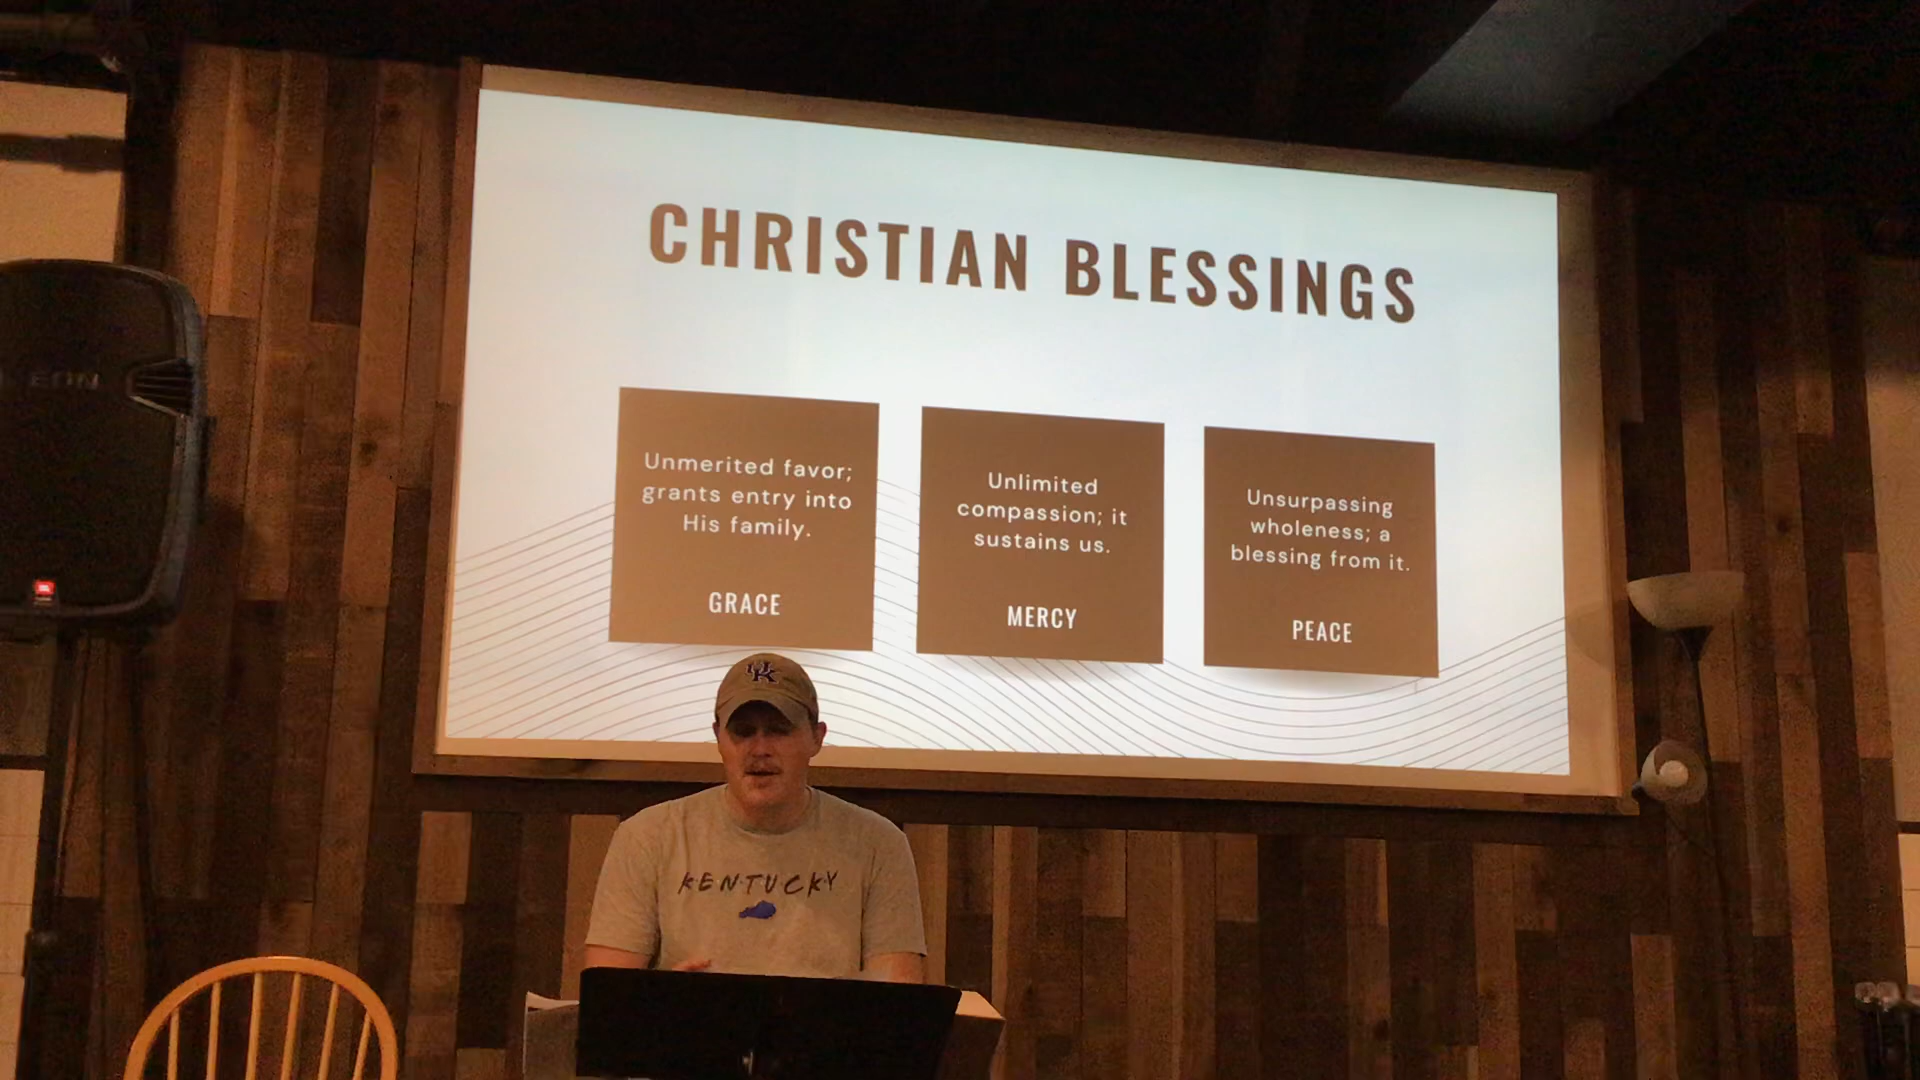 CHRISTIAN BLESSINGS
Unmerited favor;
grants entry into
His family.
GRACE
Unlimited
compassion; it
sustains us.
MERCY
Unsurpassing
wholeness; a
blessing from it.
PEACE
EON
UK
KENTUCKY